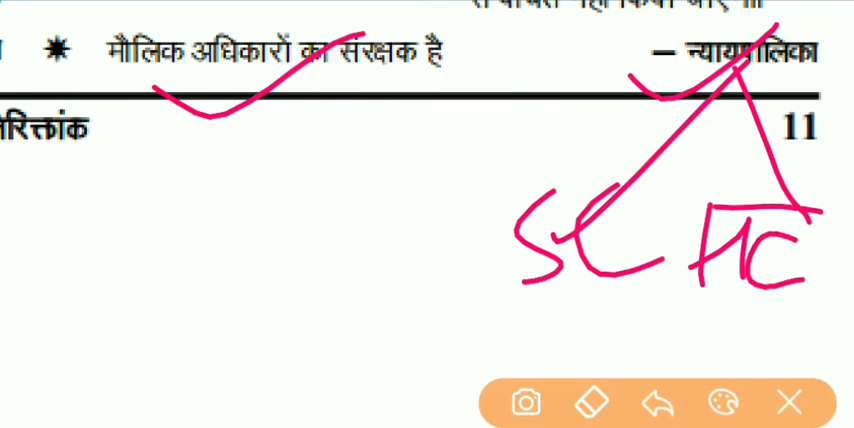 ✷ मौलिक अधिकारों का संरक्षक है – न्यायपालिका
रिक्तांक 11
SC HC